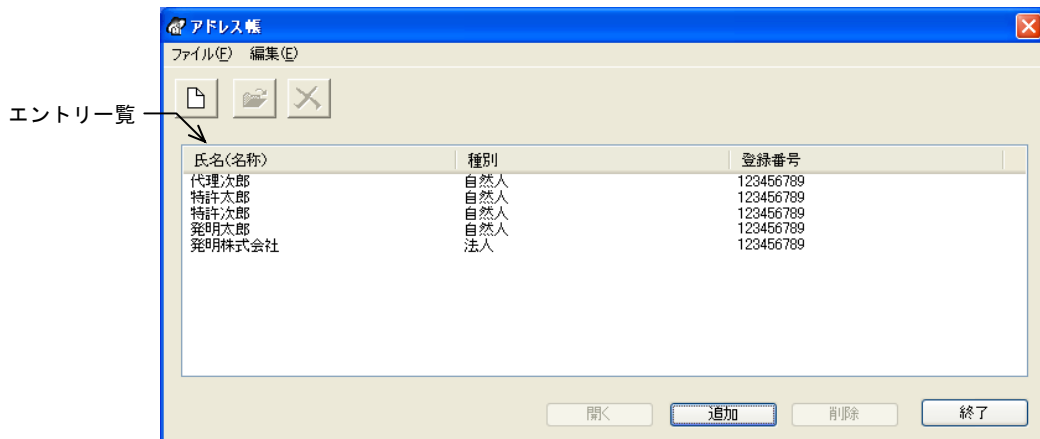 アドレス帳
ファイル(F) 編集(E)
エントリ一覧
氏名(名称) 種別 登録番号
代理次郎 自然人 123456789
特許太郎 自然人 123456789
特許次郎 自然人 123456789
発明太郎 自然人 123456789
発明株式会社 法人 123456789
開く 追加 削除 終了